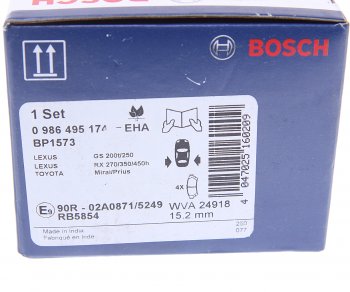 BOSCH
1 Set
0 986 495 174 - EHA
BP1573
LEXUS GS 200t/250
LEXUS RX 270/350/450h
TOYOTA Mirai/Prius
4X
4 047025 160209
E9 90R - 02A0871/5249 WVA 24918
RB5854 15.2 mm
Made in India
Fabriqué en Inde
077